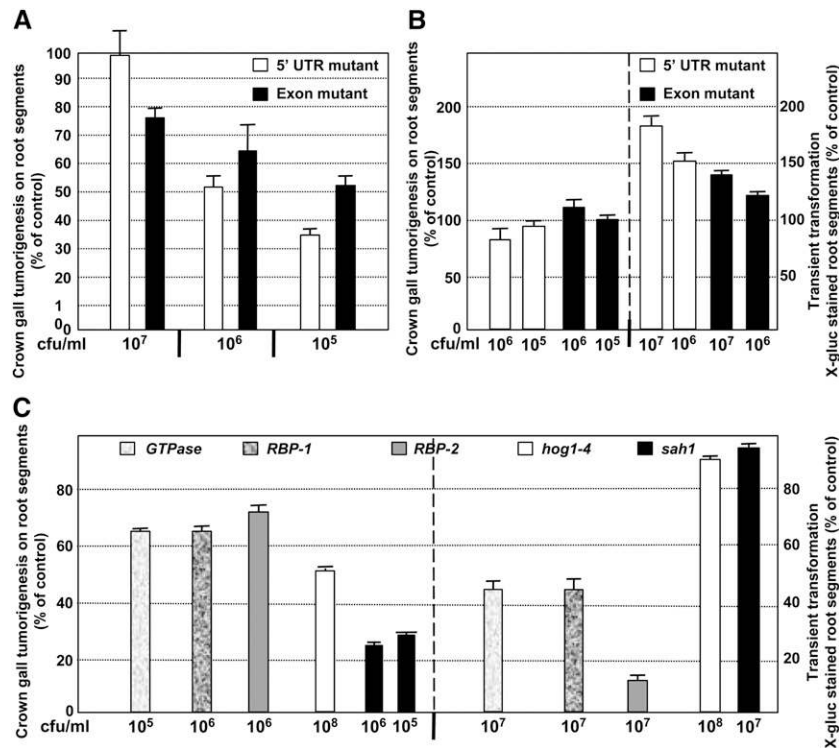 A
Crown gall tumorigenesis on root segments
(% of control)
100
90
80
70
60
50
40
30
20
1
0
0
5' UTR mutant
Exon mutant
cfu/ml
10⁷
10⁶
10⁵
B
Crown gall tumorigenesis on root segments
(% of control)
200
150
100
50
0
5' UTR mutant
Exon mutant
200
150
100
50
Transient transformation
X-gluc stained root segments (% of control)
cfu/ml
10⁶ 10⁵ 10⁶ 10⁵ 10⁷ 10⁶ 10⁷ 10⁶
C
Crown gall tumorigenesis on root segments
(% of control)
80
60
40
20
0
GTPase RBP-1 RBP-2 hog1-4 sah1
80
60
40
20
Transient transformation
X-gluc stained root segments (% of control)
cfu/ml
10⁵ 10⁶ 10⁶ 10⁸ 10⁶ 10⁵ 10⁷ 10⁷ 10⁷ 10⁸ 10⁷